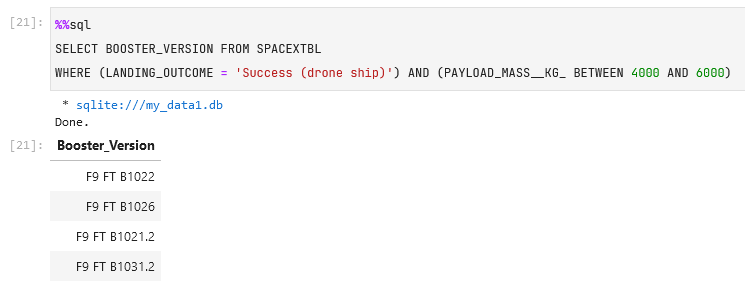 [21]: %%sql
SELECT BOOSTER_VERSION FROM SPACEXTBL
WHERE (LANDING_OUTCOME = 'Success (drone ship)') AND (PAYLOAD_MASS__KG_ BETWEEN 4000 AND 6000)
* sqlite:///my_data1.db
Done.
[21]: Booster_Version
F9 FT B1022
F9 FT B1026
F9 FT B1021.2
F9 FT B1031.2